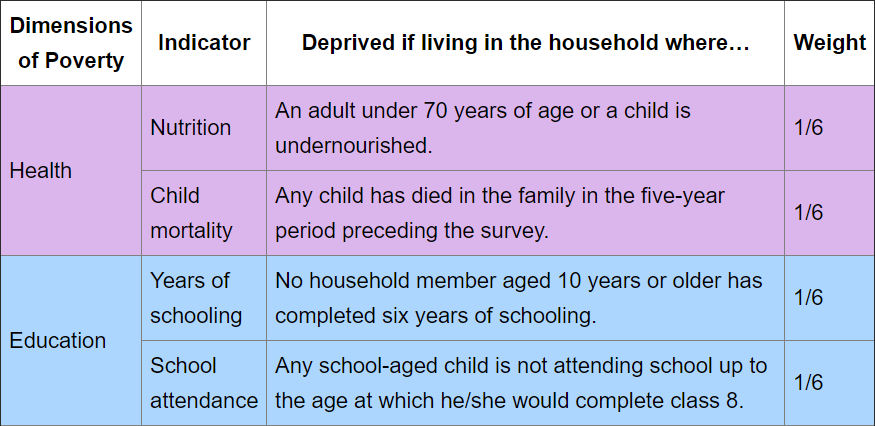 Dimensions of Poverty
Indicator
Deprived if living in the household where…
Weight
Health
Nutrition
An adult under 70 years of age or a child is
undernourished.
1/6
Child
mortality
Any child has died in the family in the five-year
period preceding the survey.
1/6
Education
Years of
schooling
No household member aged 10 years or older has
completed six years of schooling.
1/6
School
attendance
Any school-aged child is not attending school up to
the age at which he/she would complete class 8.
1/6